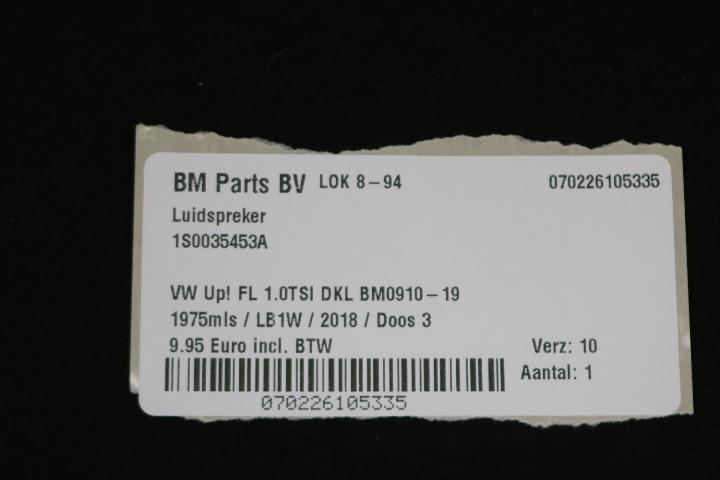 BM Parts BV LOK 8-94 070226105335
Luidspreker
1S0035453A
VW Up! FL 1.0TSI DKL BM0910-19
1975mls / LB1W / 2018 / Doos 3
9.95 Euro incl. BTW Verz: 10
Aantal: 1
070226105335